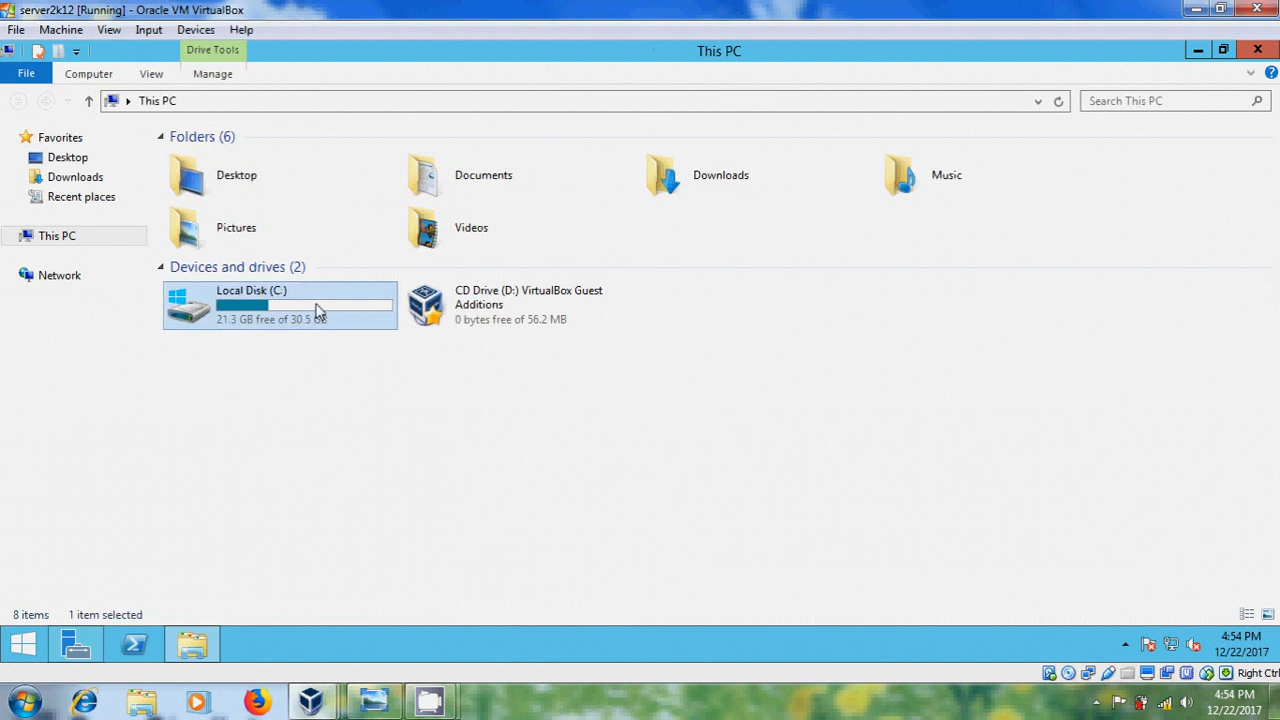 server2k12 [Running] - Oracle VM VirtualBox
File Machine View Input Devices Help
Drive Tools
This PC
File Computer View Manage
This PC
Search This PC
Favorites
Desktop
Downloads
Recent places
This PC
Network
Folders (6)
Desktop
Documents
Downloads
Music
Pictures
Videos
Devices and drives (2)
Local Disk (C:)
21.3 GB free of 30.5 GB
CD Drive (D:) VirtualBox Guest
Additions
0 bytes free of 56.2 MB
8 items 1 item selected
4:54 PM
12/22/2017
Right Ctrl
4:54 PM
12/22/2017